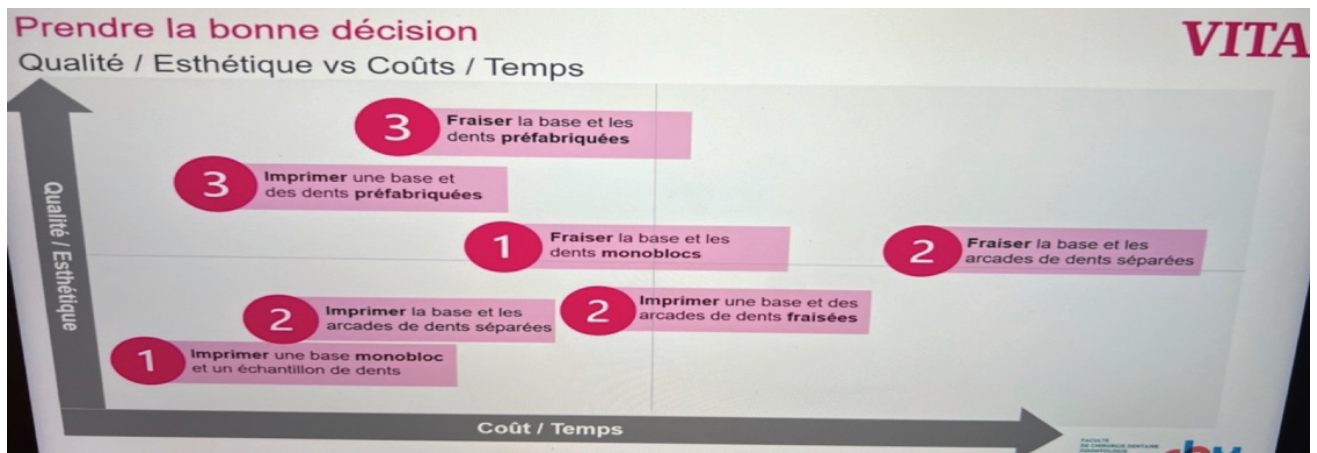 Prendre la bonne décision
VITA
Qualité / Esthétique vs Coûts / Temps
3
Fraiser la base et les
dents préfabriquées
3
Imprimer une base et
des dents préfabriquées
1
Fraiser la base et les
dents monoblocs
2
Fraiser la base et les
arcades de dents séparées
2
Imprimer la base et les
arcades de dents séparées
2
Imprimer une base et des
arcades de dents fraisées
1
Imprimer une base monobloc
et un échantillon de dents
Qualité / Esthétique
Coût / Temps
FACULTÉ
DE CHIRURGIE DENTAIRE